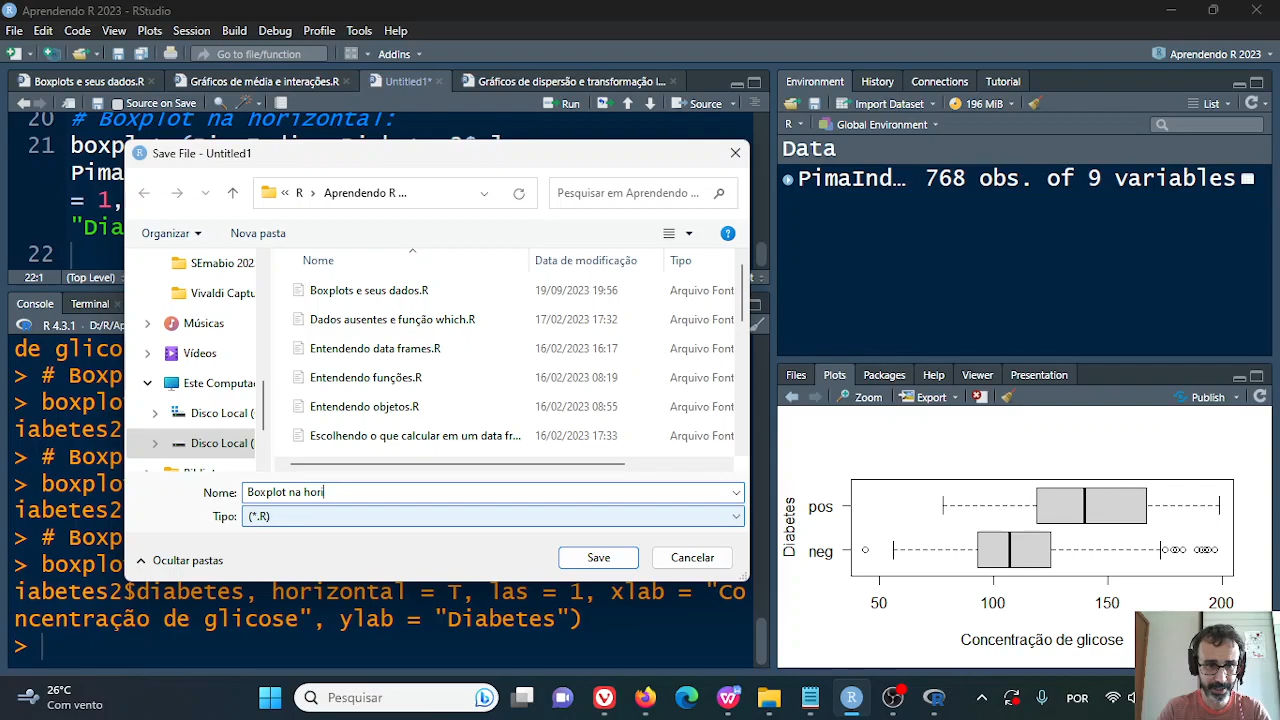 Aprendendo R 2023 - RStudio
File Edit Code View Plots Session Build Debug Profile Tools Help
Go to file/function Addins Aprendendo R 2023
Boxplots e seus dados.R Gráficos de média e interações.R Untitled1* Gráficos de dispersão e transformação l...
Source on Save Run Source
20 # Boxplot na horizontal:
21 boxpl
Pima
= 1,
"Dia
22
22:1 (Top Level)
Console Terminal
R 4.3.1 · D:/R/Ap
de glico
> # Boxp
> boxplo
iabetes2
> # Boxp
> boxplo
iabetes2
> # Boxp
> boxplo
iabetes2$diabetes, horizontal = T, las = 1, xlab = "Co
ncentração de glicose", ylab = "Diabetes")
>
Save File - Untitled1
« R › Aprendendo R ... Pesquisar em Aprendendo ...
Organizar Nova pasta
SEmabio 202
Vivaldi Captu
Músicas
Vídeos
Este Computa
Disco Local (
Disco Local (
Nome Data de modificação Tipo
Boxplots e seus dados.R 19/09/2023 19:56 Arquivo Font
Dados ausentes e função which.R 17/02/2023 17:32 Arquivo Font
Entendendo data frames.R 16/02/2023 16:17 Arquivo Font
Entendendo funções.R 16/02/2023 08:19 Arquivo Font
Entendendo objetos.R 16/02/2023 08:55 Arquivo Font
Escolhendo o que calcular em um data fr... 16/02/2023 17:33 Arquivo Font
Nome: Boxplot na hori
Tipo: (*.R)
Ocultar pastas Save Cancelar
Environment History Connections Tutorial
Import Dataset 196 MiB List
R Global Environment
Data
PimaInd... 768 obs. of 9 variables
Files Plots Packages Help Viewer Presentation
Zoom Export Publish
Diabetes
pos
neg
50 100 150 200
Concentração de glicose
26°C
Com vento
Pesquisar
POR